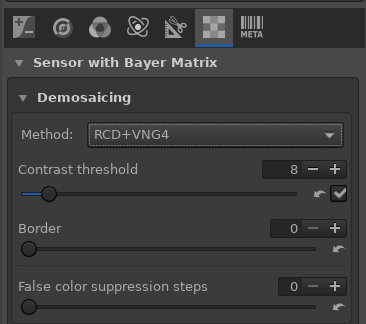 META
Sensor with Bayer Matrix
Demosaicing
Method: RCD+VNG4
Contrast threshold 8
Border 0
False color suppression steps 0